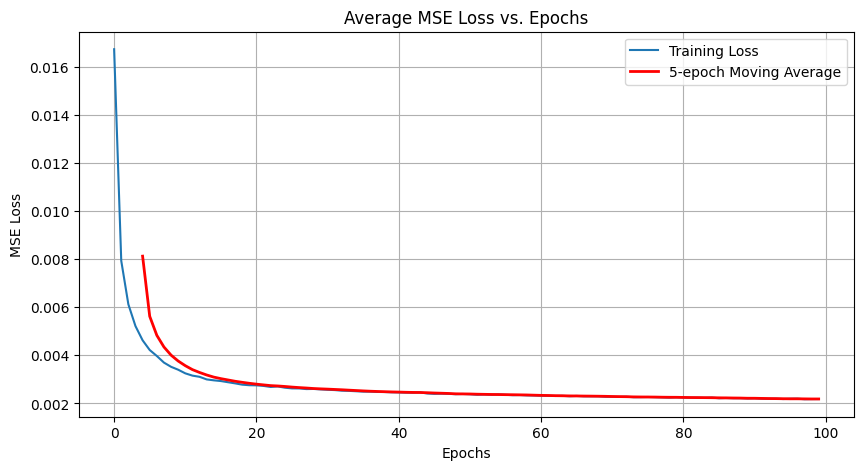 Average MSE Loss vs. Epochs
Training Loss
5-epoch Moving Average
MSE Loss
0.016
0.014
0.012
0.010
0.008
0.006
0.004
0.002
0 20 40 60 80 100
Epochs